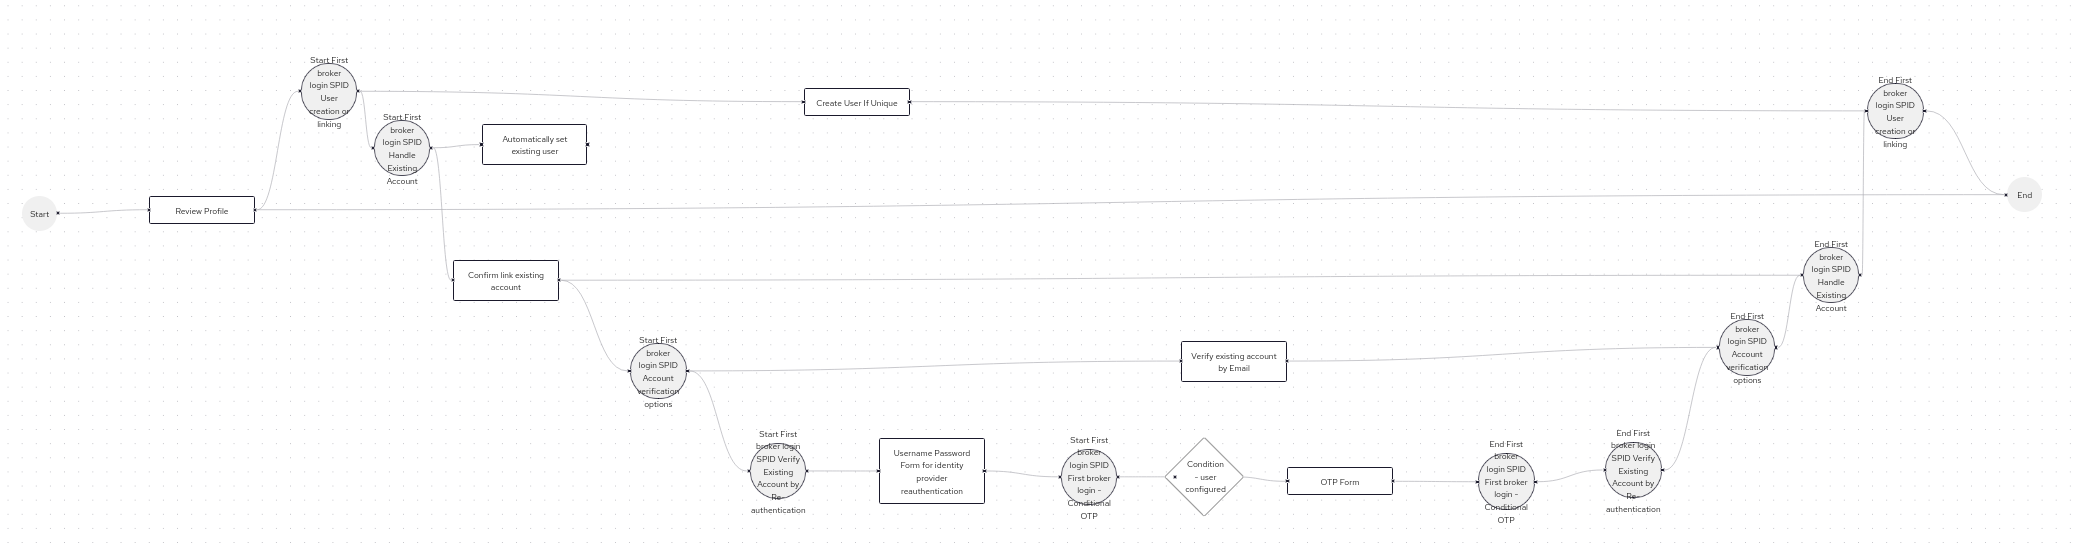 Start
Review Profile
Start First
broker
login SPID
User
creation or
linking
Start First
broker
login SPID
Handle
Existing
Account
Automatically set
existing user
Create User If Unique
End First
broker
login SPID
User
creation or
linking
End
Confirm link existing
account
End First
broker
login SPID
Handle
Existing
Account
Start First
broker
login SPID
Account
verification
options
Verify existing account
by Email
End First
broker
login SPID
Account
verification
options
Start First
broker login
SPID Verify
Existing
Account by
Re-
authentication
Username Password
Form for identity
provider
reauthentication
Start First
broker
login SPID
First broker
login -
Conditional
OTP
Condition
- user
configured
OTP Form
End First
broker
login SPID
First broker
login -
Conditional
OTP
End First
broker login
SPID Verify
Existing
Account by
Re-
authentication